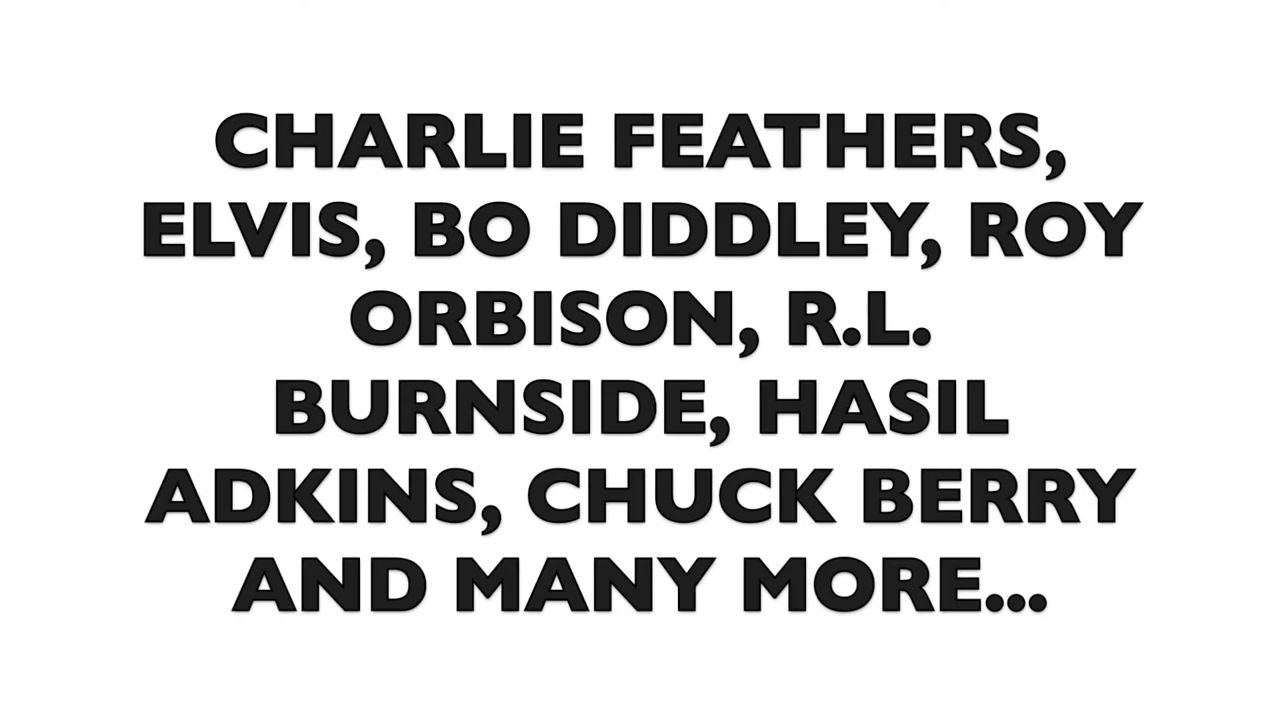 CHARLIE FEATHERS,
ELVIS, BO DIDDLEY, ROY
ORBISON, R.L.
BURNSIDE, HASIL
ADKINS, CHUCK BERRY
AND MANY MORE...